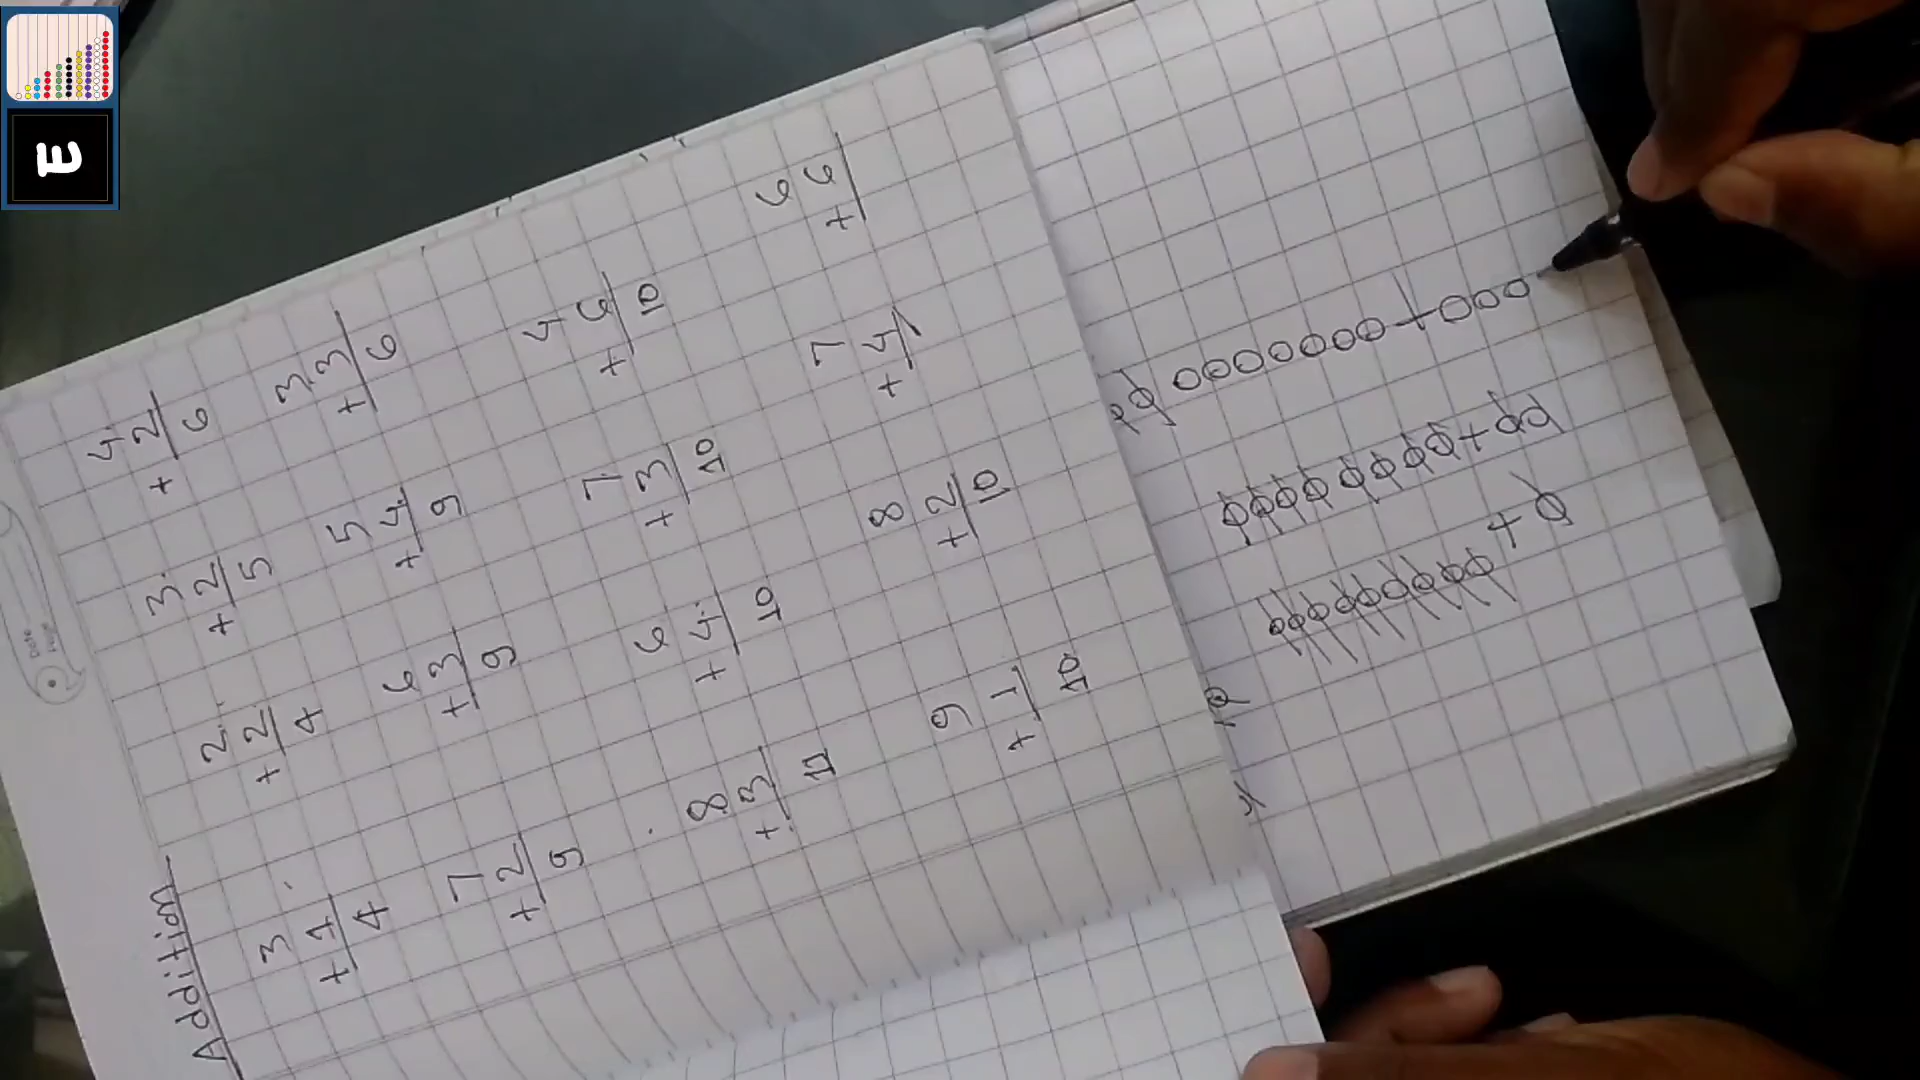 E
Addition
3 2 3 4
+1 +2 +2 +2
4 4 5 6
7 6 5 3
+2 +3 +4 +3
9 9 9 6
8 6 7 4
+3 +4 +3 +6
11 10 10 10
9 8 7 6
+1 +2 +4 +6
10 10
+
+
+